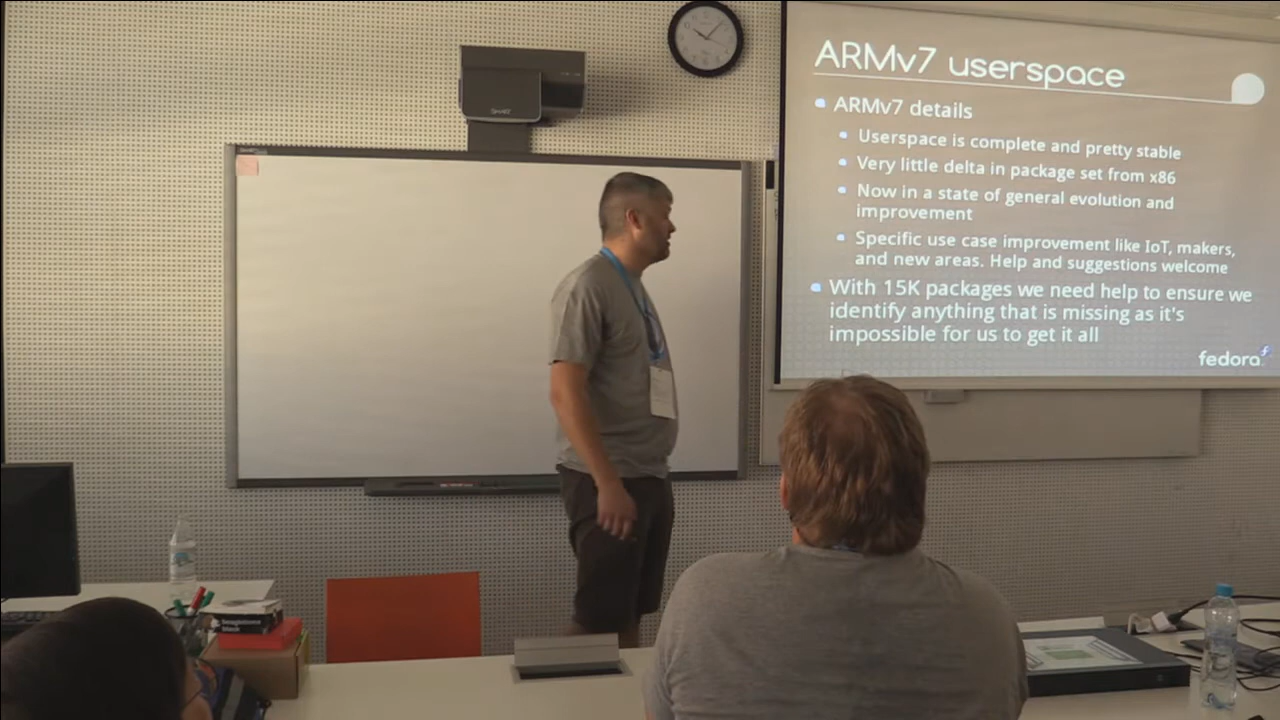 SMART
ARMv7 userspace
ARMv7 details
Userspace is complete and pretty stable
Very little delta in package set from x86
Now in a state of general evolution and
improvement
Specific use case improvement like IoT, makers,
and new areas. Help and suggestions welcome
With 15K packages we need help to ensure we
identify anything that is missing as it's
impossible for us to get it all
fedora
beaglebone
black